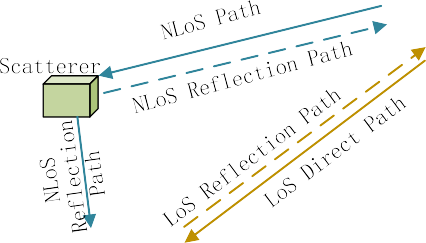 NLoS Path
Scatterer
NLoS Reflection Path
NLoS
Reflection
Path
LoS Reflection Path
LoS Direct Path